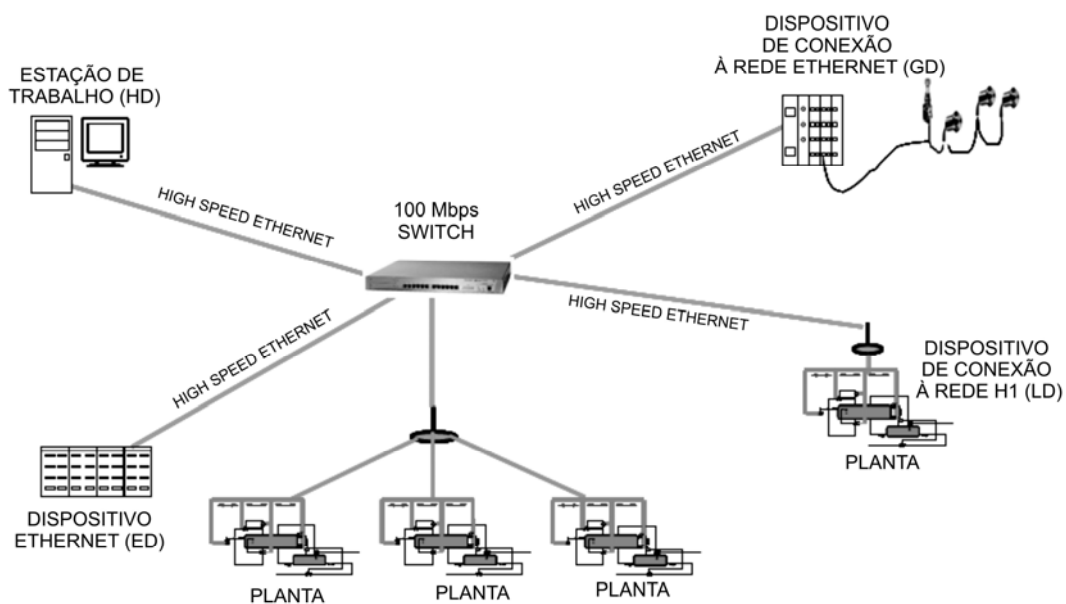 DISPOSITIVO
DE CONEXÃO
À REDE ETHERNET (GD)
ESTAÇÃO DE
TRABALHO (HD)
HIGH SPEED ETHERNET
HIGH SPEED ETHERNET
100 Mbps
SWITCH
HIGH SPEED ETHERNET
HIGH SPEED ETHERNET
DISPOSITIVO
DE CONEXÃO
À REDE H1 (LD)
PLANTA
DISPOSITIVO
ETHERNET (ED)
PLANTA
PLANTA
PLANTA